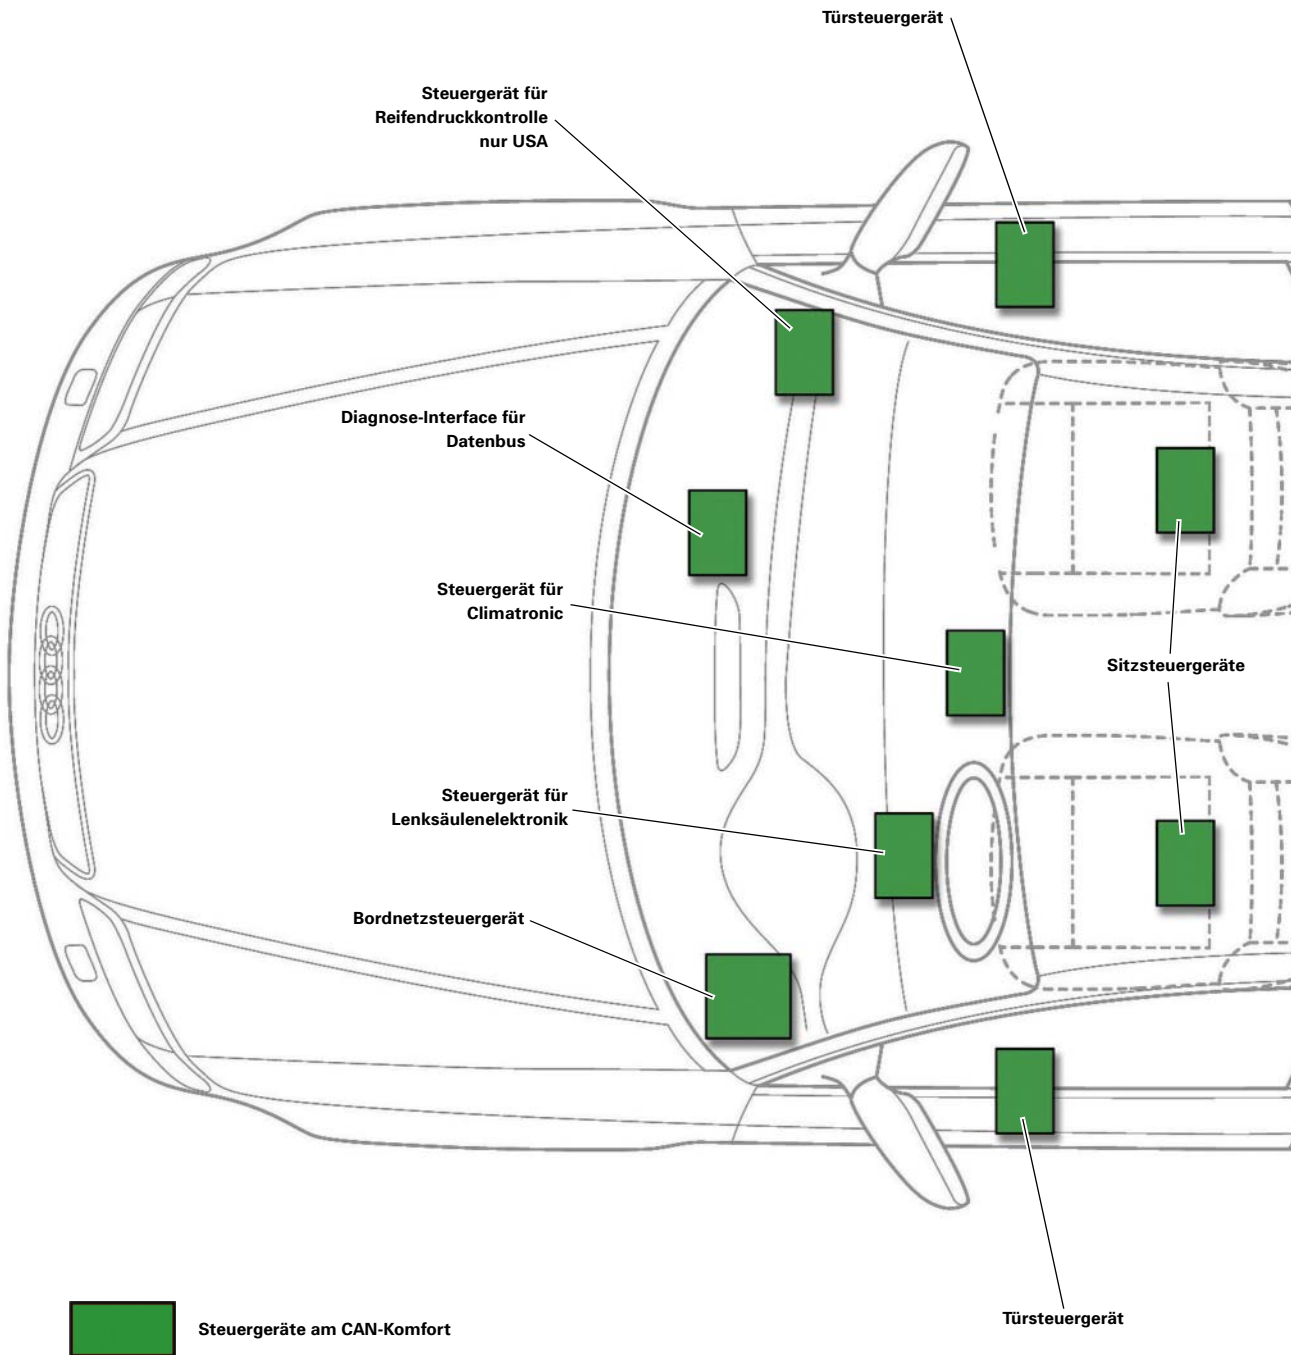 Türsteuergerät
Steuergerät für
Reifendruckkontrolle
nur USA
Diagnose-Interface für
Datenbus
Steuergerät für
Climatronic
Sitzsteuergeräte
Steuergerät für
Lenksäulenelektronik
Bordnetzsteuergerät
Türsteuergerät
Steuergeräte am CAN-Komfort